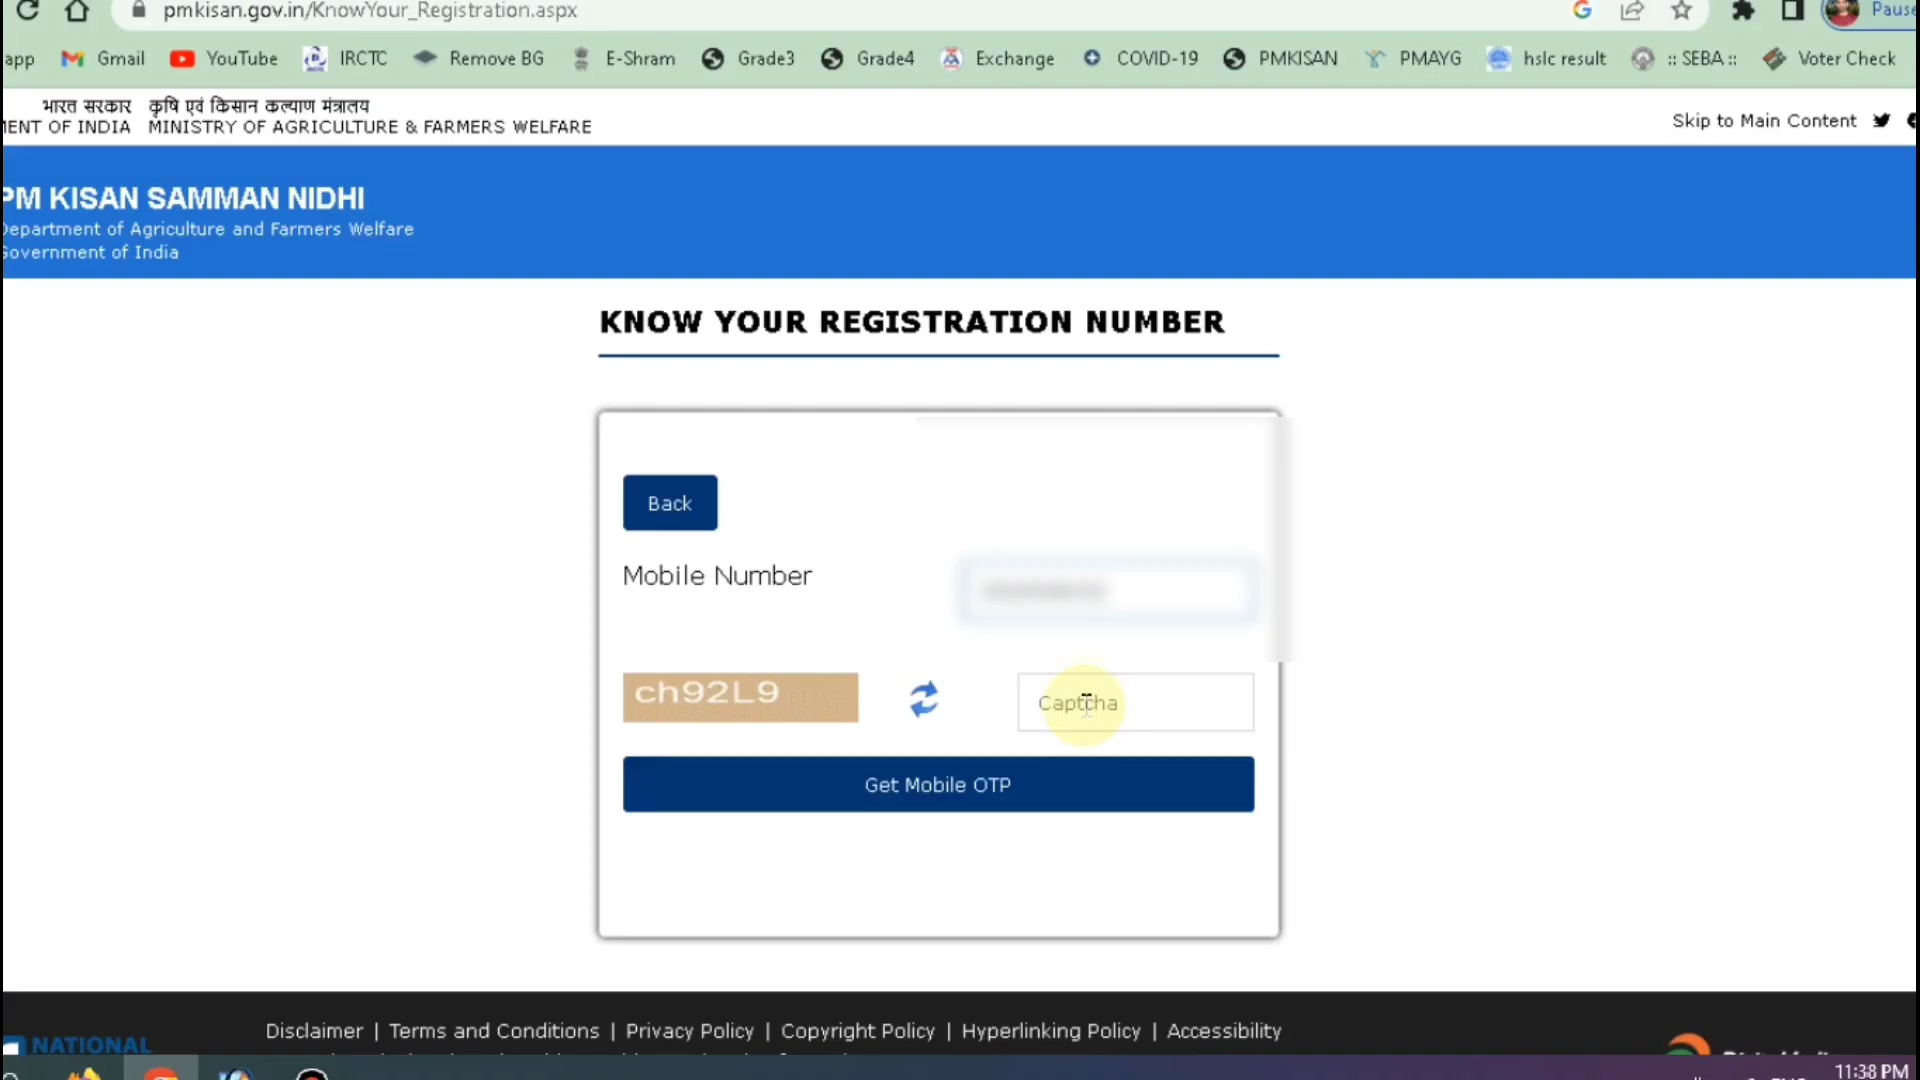 pmkisan.gov.in/KnowYour_Registration.aspx
Pause
app Gmail YouTube IRCTC Remove BG E-Shram Grade3 Grade4 Exchange COVID-19 PMKISAN PMAYG hslc result :: SEBA :: Voter Check
भारत सरकार कृषि एवं किसान कल्याण मंत्रालय
MENT OF INDIA MINISTRY OF AGRICULTURE & FARMERS WELFARE
Skip to Main Content
PM KISAN SAMMAN NIDHI
Department of Agriculture and Farmers Welfare
Government of India
KNOW YOUR REGISTRATION NUMBER
Back
Mobile Number
ch92L9
Captcha
Get Mobile OTP
Disclaimer | Terms and Conditions | Privacy Policy | Copyright Policy | Hyperlinking Policy | Accessibility
NATIONAL
11:38 PM